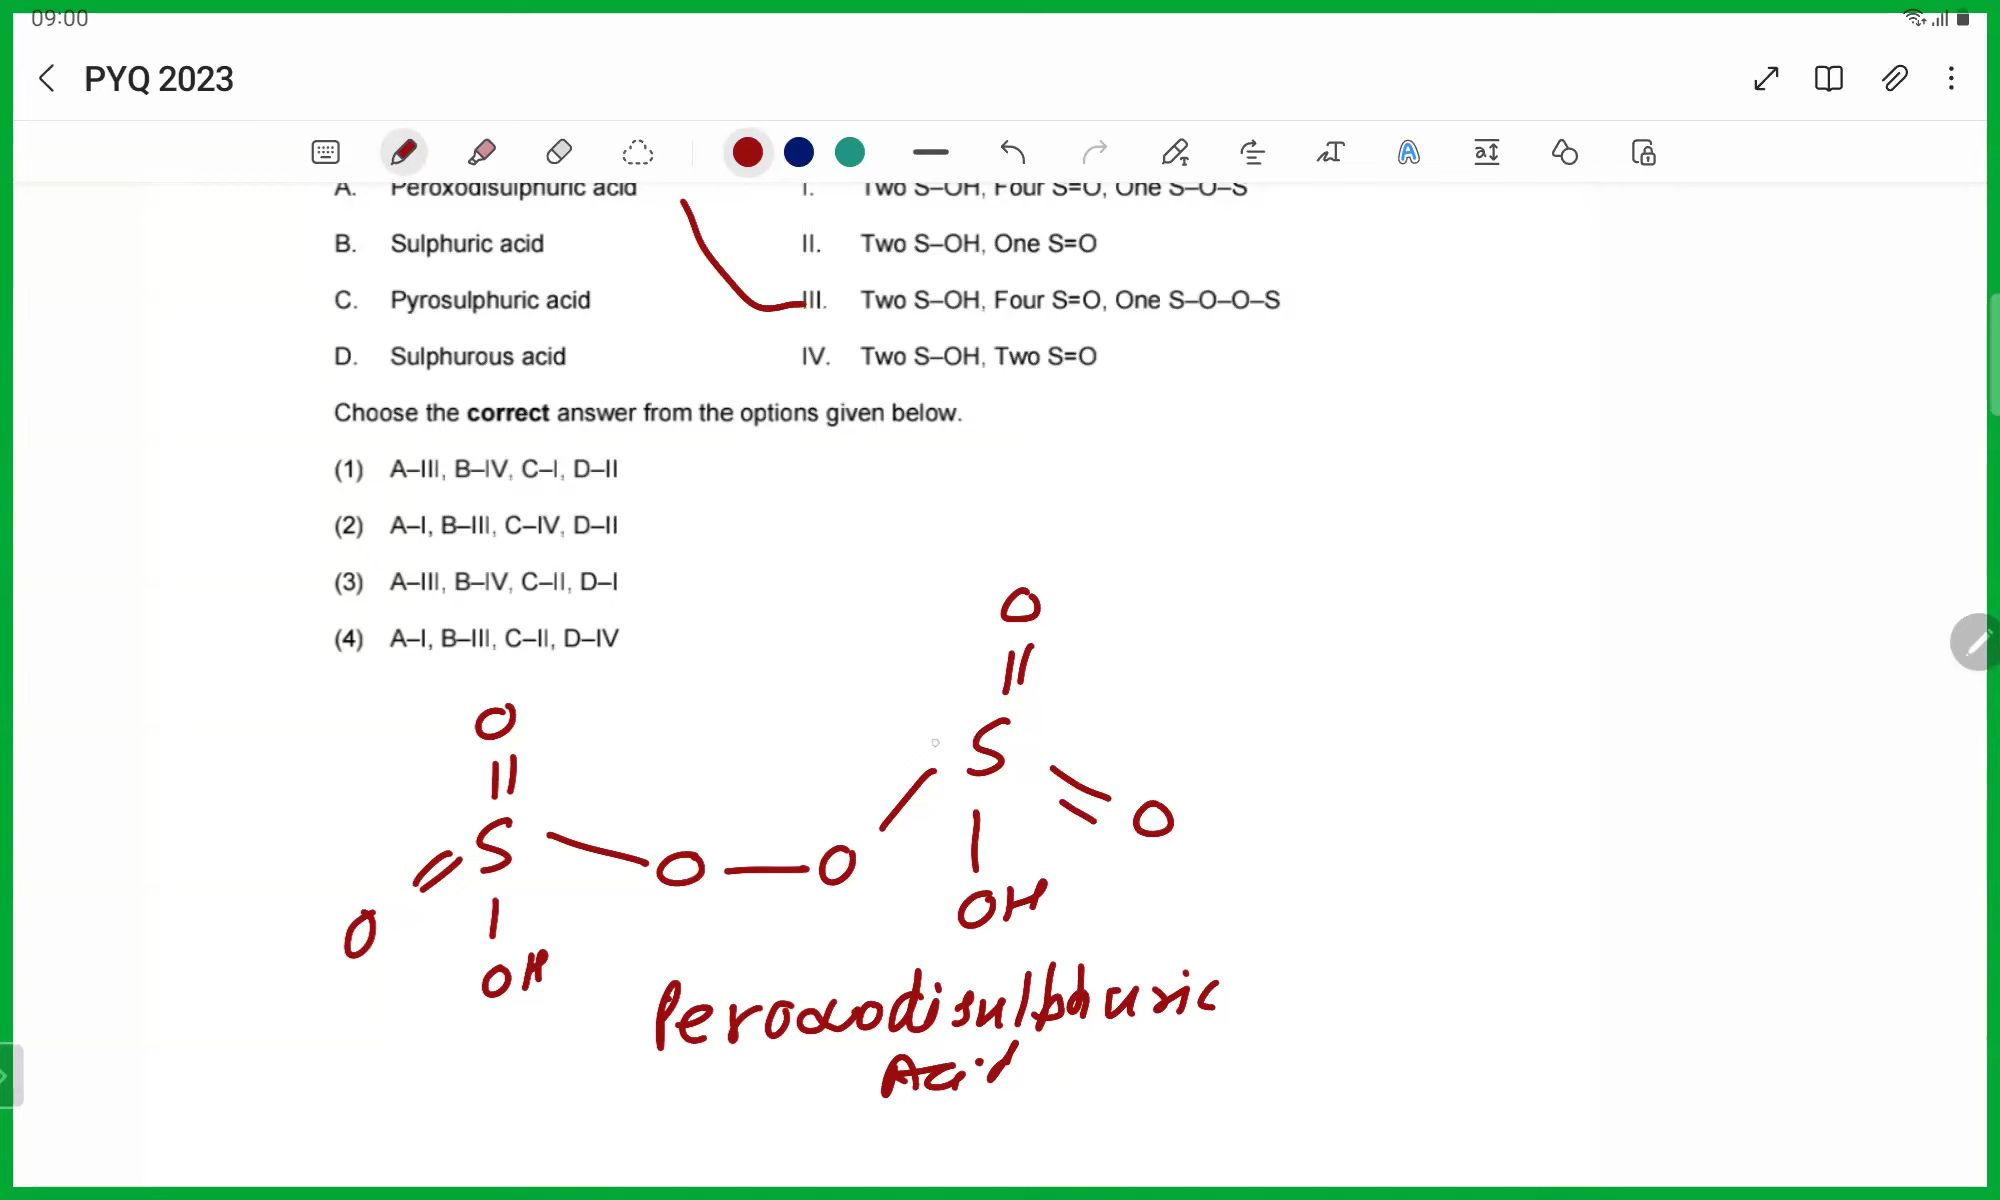 09:00
PYQ 2023
A. Peroxodisulphuric acid I. Two S–OH, Four S=O, One S–O–S
B. Sulphuric acid II. Two S–OH, One S=O
C. Pyrosulphuric acid III. Two S–OH, Four S=O, One S–O–O–S
D. Sulphurous acid IV. Two S–OH, Two S=O
Choose the correct answer from the options given below.
(1) A–III, B–IV, C–I, D–II
(2) A–I, B–III, C–IV, D–II
(3) A–III, B–IV, C–II, D–I
(4) A–I, B–III, C–II, D–IV
O
O
S
S
O O O
OH
O
OH
Peroxodisulphuric
Acid